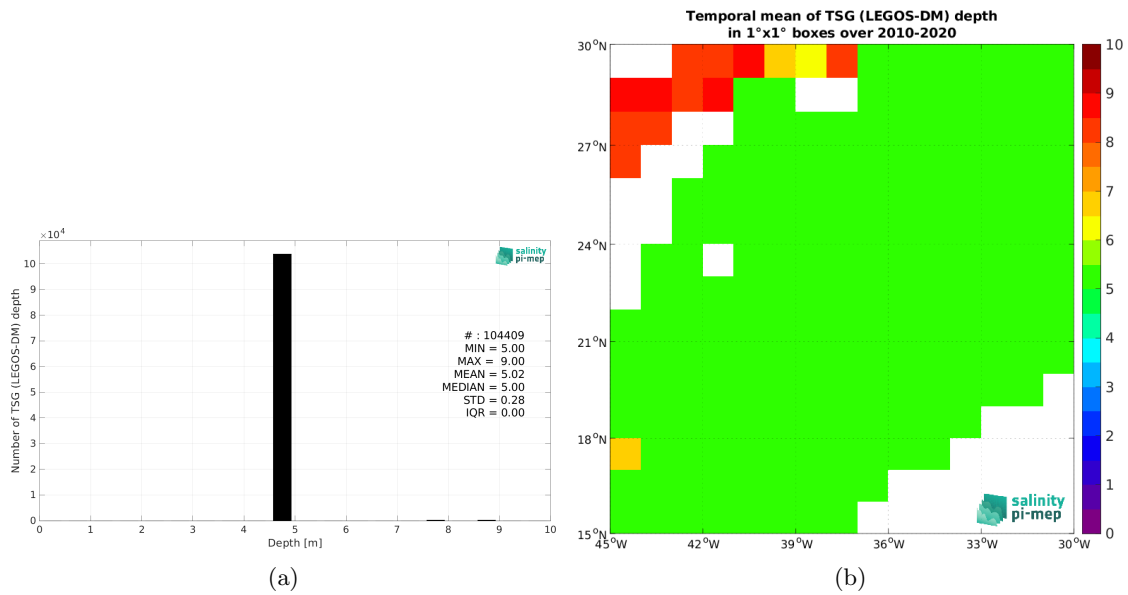 ×10⁴
10
9
8
7
6
5
4
3
2
1
0
Number of TSG (LEGOS-DM) depth
salinity
pi-mep
# : 104409
MIN = 5.00
MAX = 9.00
MEAN = 5.02
MEDIAN = 5.00
STD = 0.28
IQR = 0.00
0 1 2 3 4 5 6 7 8 9 10
Depth [m]
(a)
Temporal mean of TSG (LEGOS-DM) depth
in 1°x1° boxes over 2010-2020
30°N
27°N
24°N
21°N
18°N
15°N
45°W 42°W 39°W 36°W 33°W 30°W
salinity
pi-mep
10
9
8
7
6
5
4
3
2
1
0
(b)